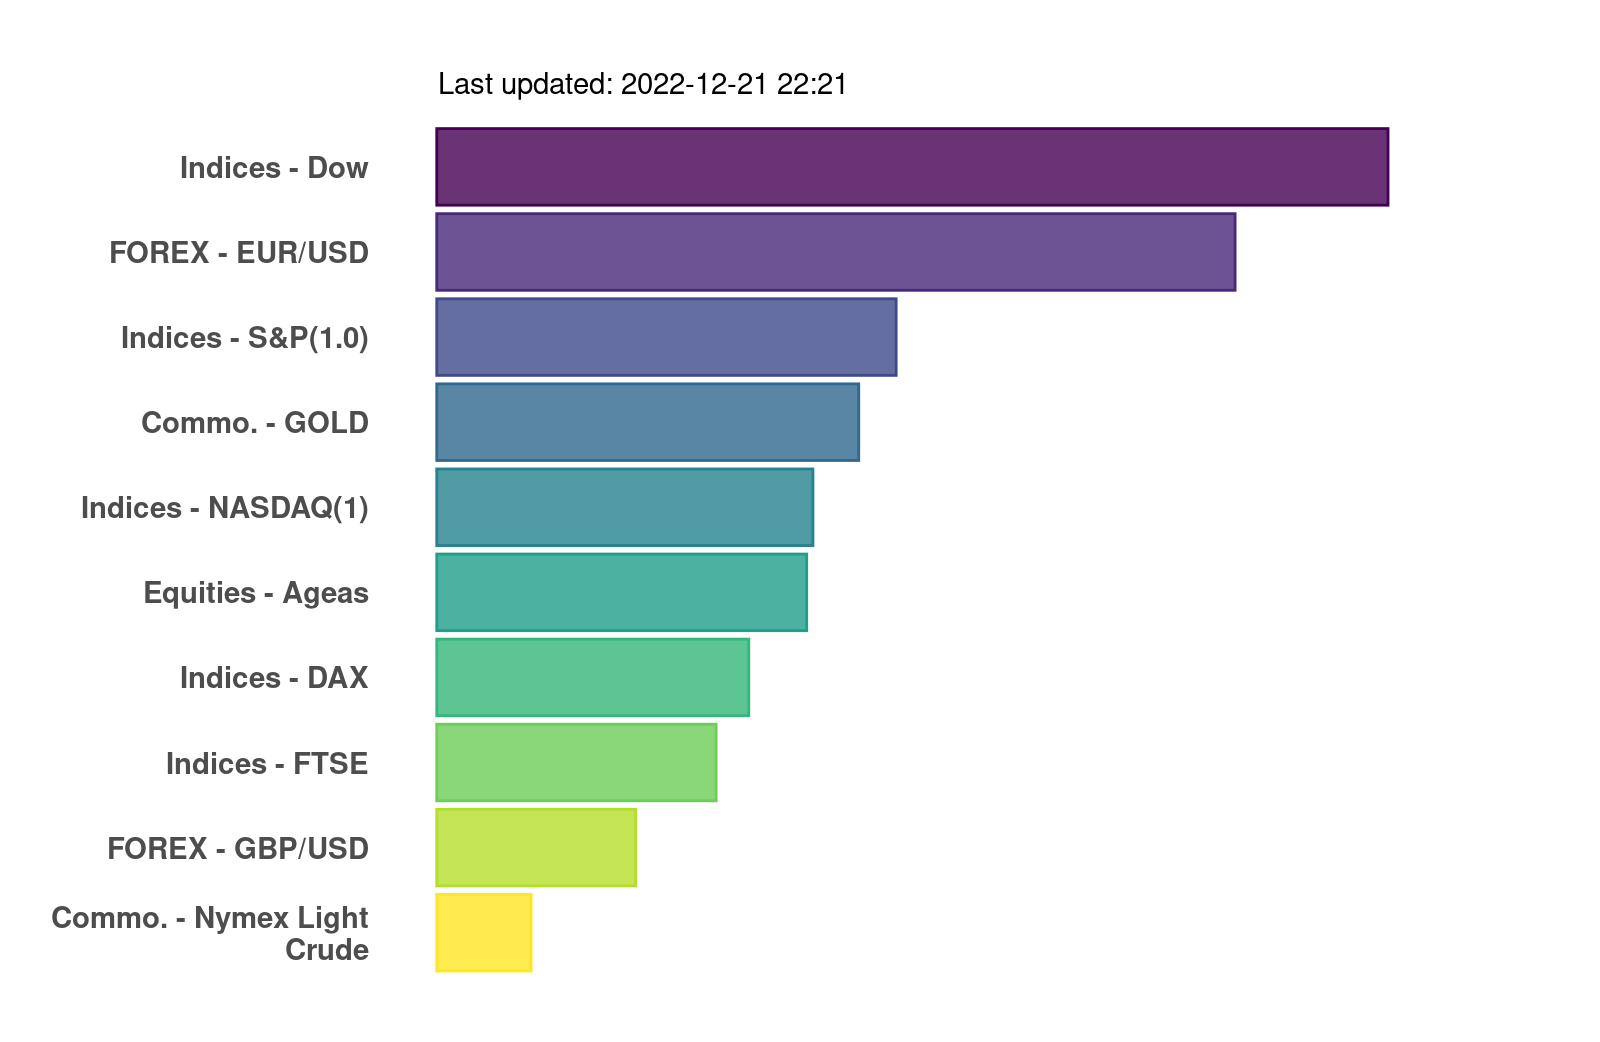 Last updated: 2022-12-21 22:21
Indices - Dow
FOREX - EUR/USD
Indices - S&P(1.0)
Commo. - GOLD
Indices - NASDAQ(1)
Equities - Ageas
Indices - DAX
Indices - FTSE
FOREX - GBP/USD
Commo. - Nymex Light
Crude